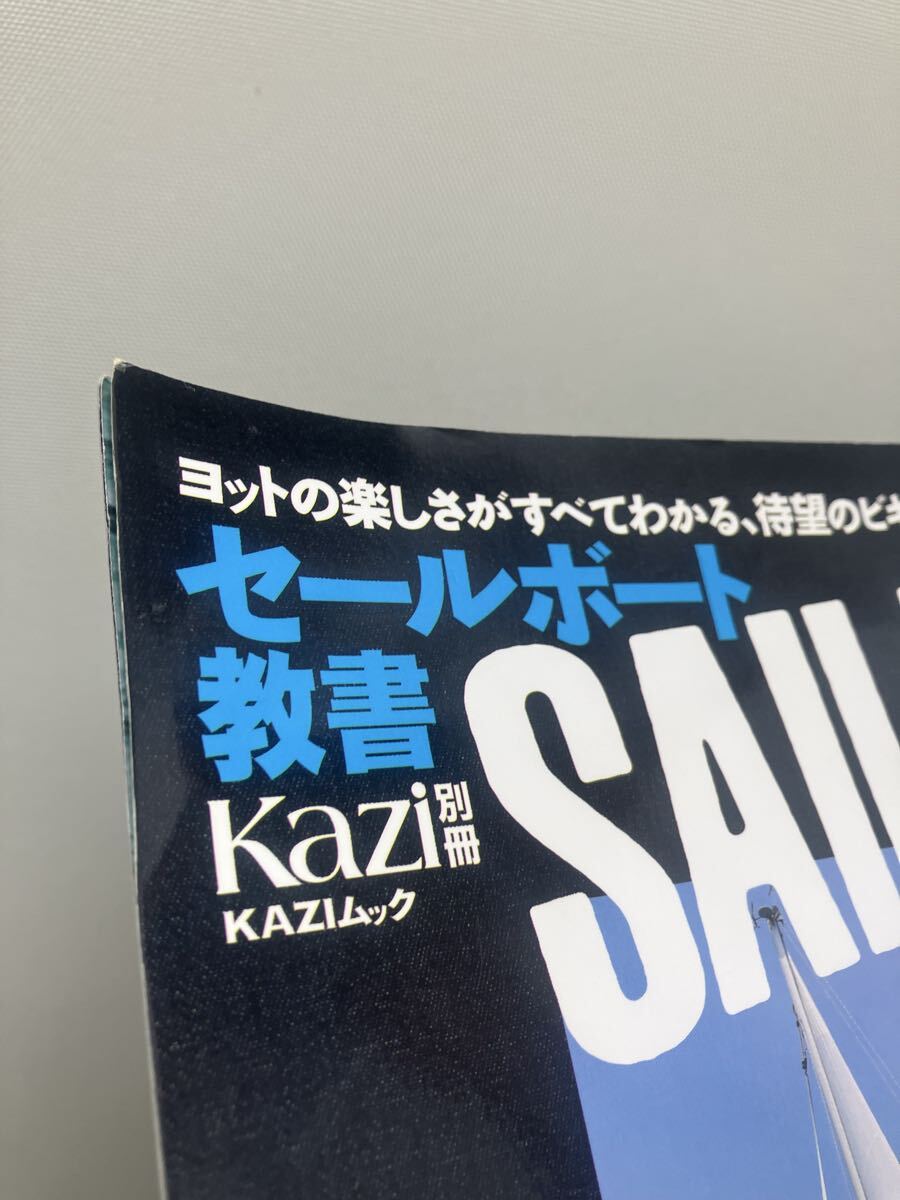 ヨットの楽しさがすべてわかる、待望のビギ
セールボート
教書
SAIL
Kazi別冊
KAZIムック